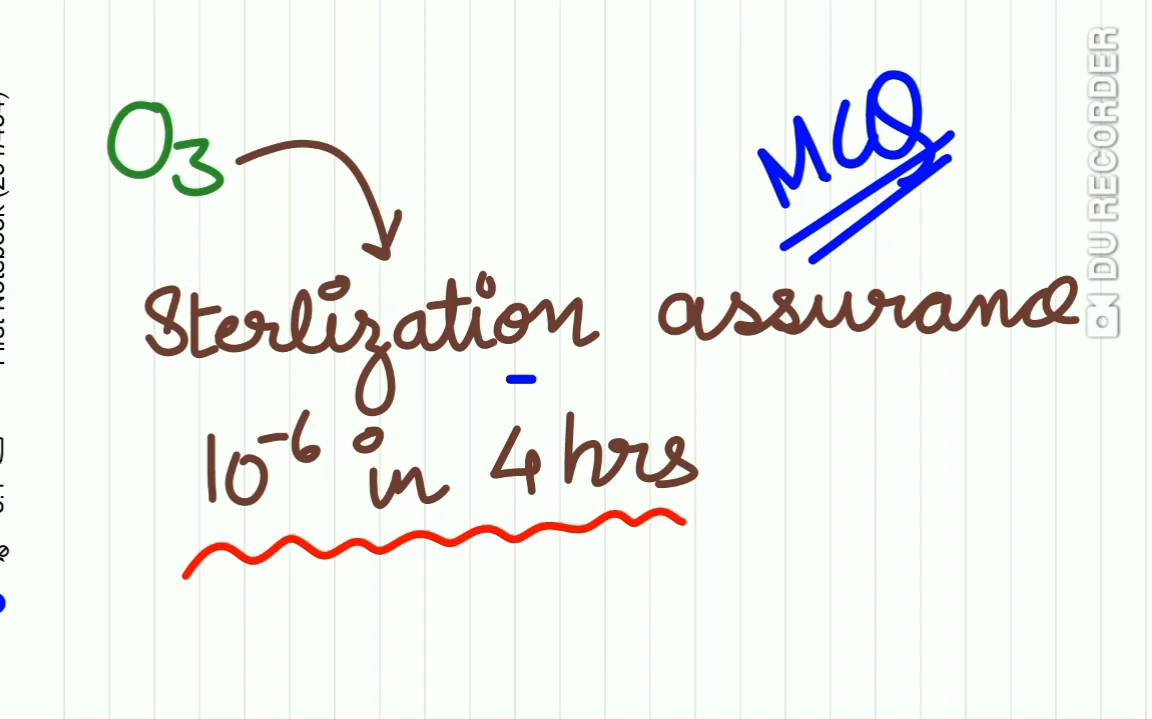 O3
MCQ
Sterlization assurance
10-6 in 4 hrs
DU RECORDER